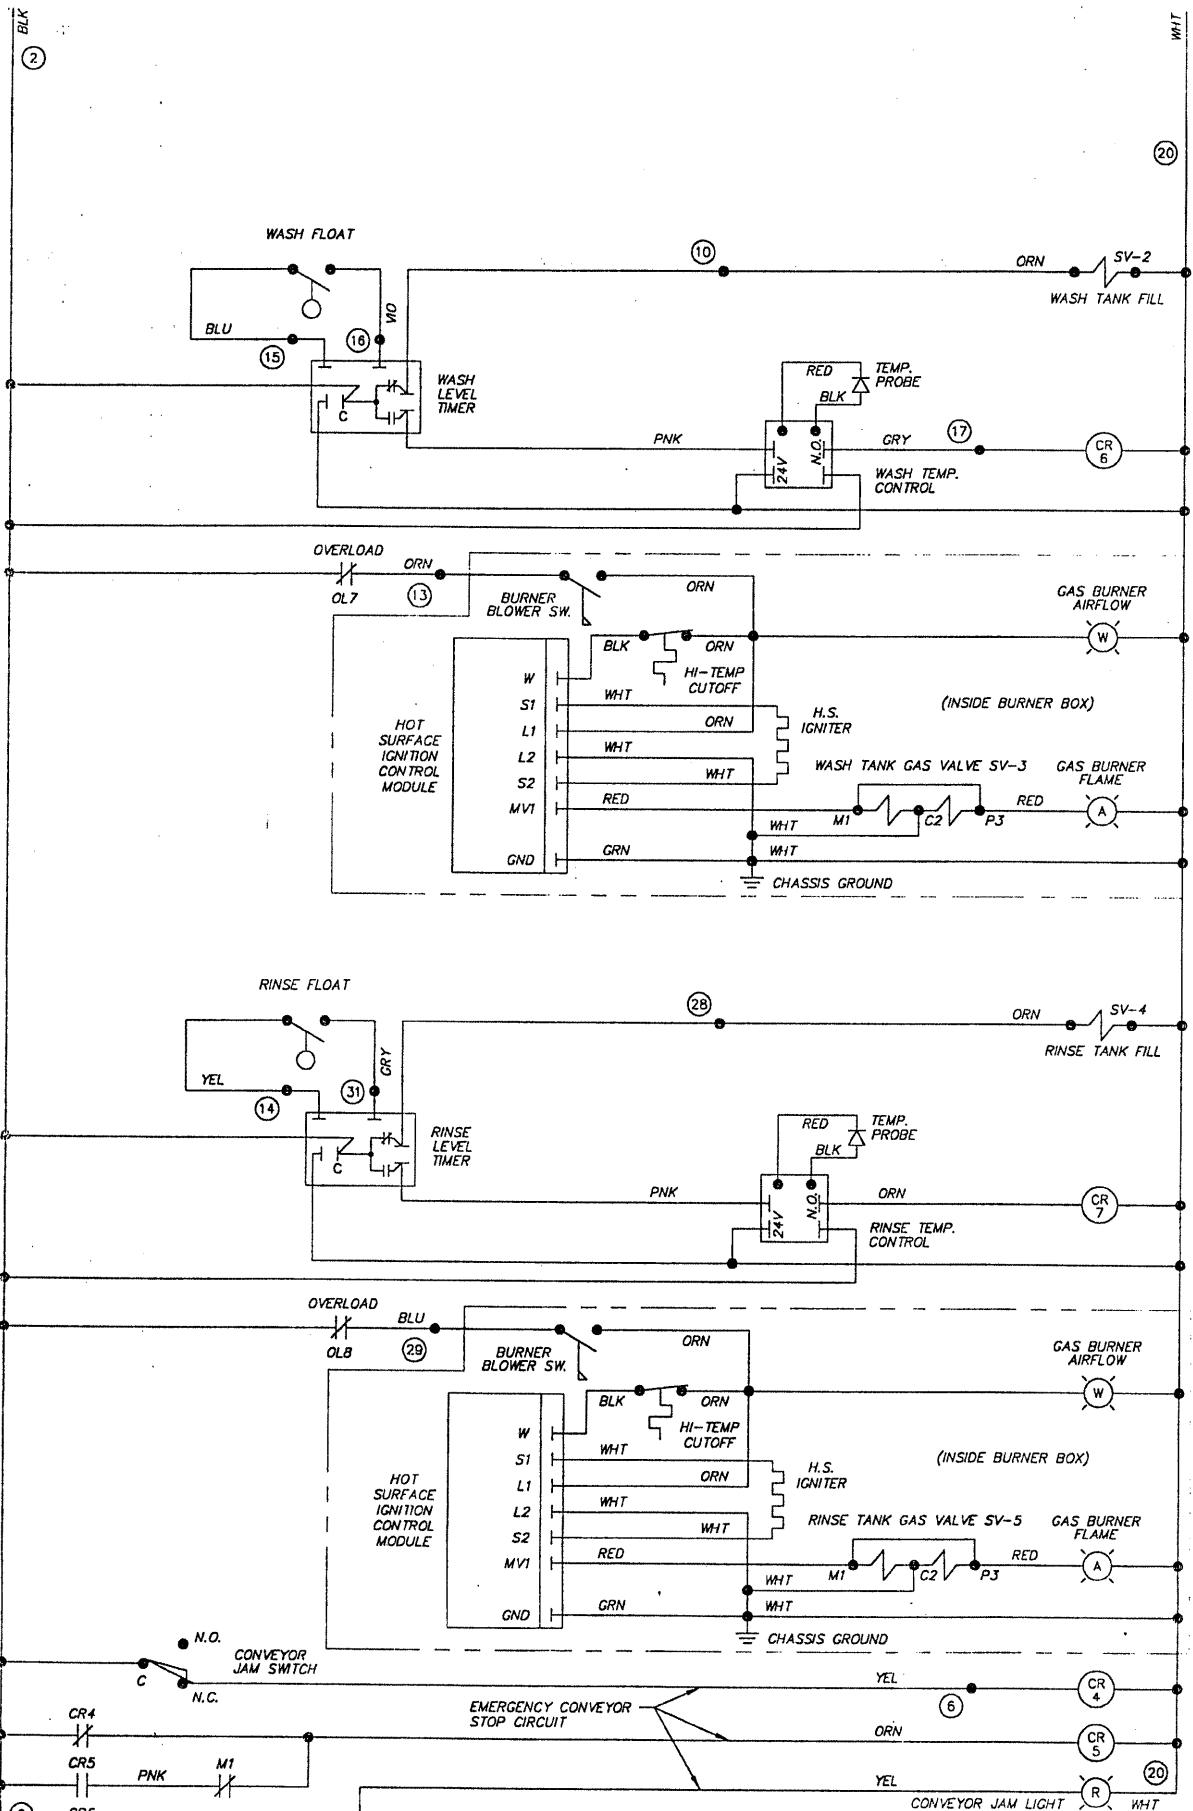 BLK
WHT
2
20
WASH FLOAT
10
ORN
SV-2
WASH TANK FILL
VIO
BLU
15
16
WASH
LEVEL
TIMER
C
RED
TEMP.
PROBE
BLK
PNK
GRY
17
CR
6
24V
N.O.
WASH TEMP.
CONTROL
OVERLOAD
ORN
OL7
13
BURNER
BLOWER SW.
ORN
GAS BURNER
AIRFLOW
W
BLK
ORN
HI-TEMP
CUTOFF
W
S1
WHT
(INSIDE BURNER BOX)
H.S.
IGNITER
L1
ORN
HOT
SURFACE
IGNITION
CONTROL
MODULE
L2
WHT
S2
WHT
WASH TANK GAS VALVE SV-3
GAS BURNER
FLAME
MV1
RED
M1
C2
P3
RED
A
WHT
GND
GRN
WHT
CHASSIS GROUND
RINSE FLOAT
28
ORN
SV-4
RINSE TANK FILL
GRY
YEL
14
31
RINSE
LEVEL
TIMER
C
RED
TEMP.
PROBE
BLK
PNK
ORN
CR
7
24V
N.O.
RINSE TEMP.
CONTROL
OVERLOAD
BLU
OL8
29
BURNER
BLOWER SW.
ORN
GAS BURNER
AIRFLOW
W
BLK
ORN
HI-TEMP
CUTOFF
W
S1
WHT
(INSIDE BURNER BOX)
H.S.
IGNITER
L1
ORN
HOT
SURFACE
IGNITION
CONTROL
MODULE
L2
WHT
S2
WHT
RINSE TANK GAS VALVE SV-5
GAS BURNER
FLAME
MV1
RED
M1
C2
P3
RED
A
WHT
GND
GRN
WHT
CHASSIS GROUND
N.O.
CONVEYOR
JAM SWITCH
C
N.C.
YEL
6
CR
4
EMERGENCY CONVEYOR
STOP CIRCUIT
CR4
ORN
CR
5
CR5
PNK
M1
20
YEL
R
CONVEYOR JAM LIGHT
WHT